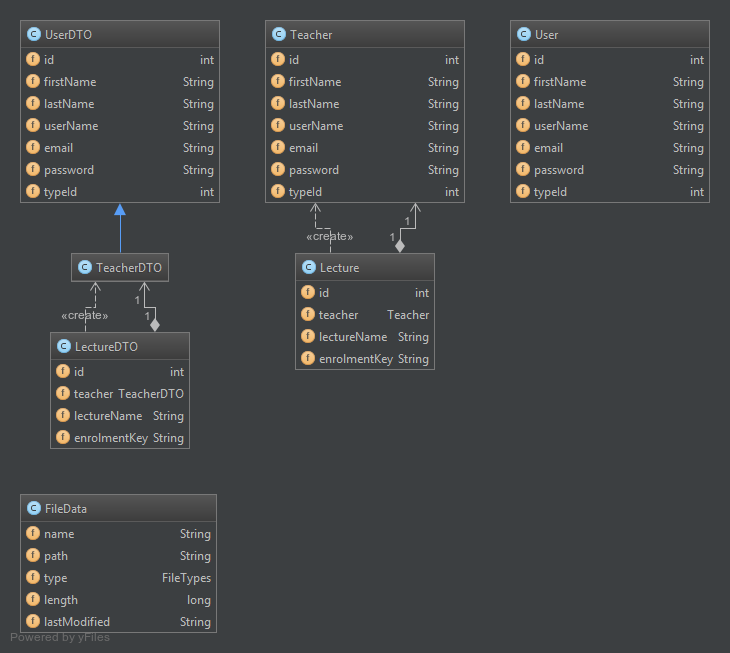 UserDTO
id int
firstName String
lastName String
userName String
email String
password String
typeId int
Teacher
id int
firstName String
lastName String
userName String
email String
password String
typeId int
User
id int
firstName String
lastName String
userName String
email String
password String
typeId int
«create»
1
1
TeacherDTO
Lecture
id int
teacher Teacher
lectureName String
enrolmentKey String
«create»
1
1
LectureDTO
id int
teacher TeacherDTO
lectureName String
enrolmentKey String
FileData
name String
path String
type FileTypes
length long
lastModified String
Powered by yFiles